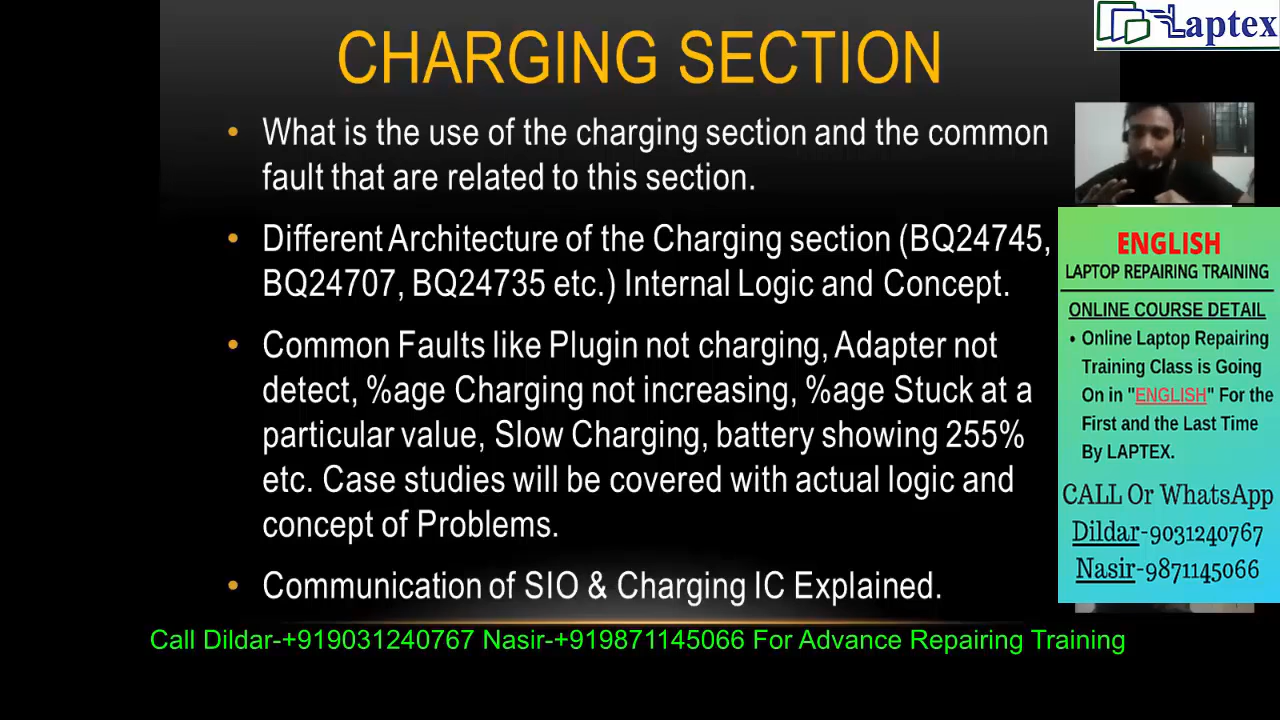 CHARGING SECTION
Laptex
• What is the use of the charging section and the common
fault that are related to this section.
• Different Architecture of the Charging section (BQ24745,
BQ24707, BQ24735 etc.) Internal Logic and Concept.
• Common Faults like Plugin not charging, Adapter not
detect, %age Charging not increasing, %age Stuck at a
particular value, Slow Charging, battery showing 255%
etc. Case studies will be covered with actual logic and
concept of Problems.
• Communication of SIO & Charging IC Explained.
ENGLISH
LAPTOP REPAIRING TRAINING
ONLINE COURSE DETAIL
• Online Laptop Repairing
Training Class is Going
On in "ENGLISH" For the
First and the Last Time
By LAPTEX.
CALL Or WhatsApp
Dildar-9031240767
Nasir-9871145066
Call Dildar-+919031240767 Nasir-+919871145066 For Advance Repairing Training